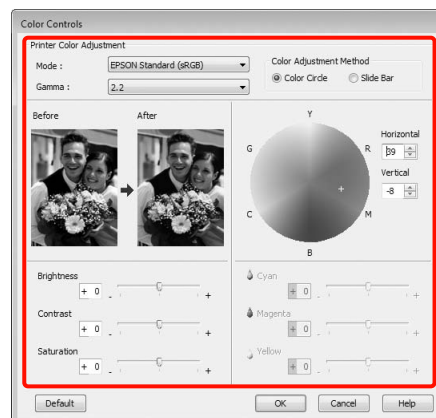 Color Controls
Printer Color Adjustment
Mode : EPSON Standard (sRGB)
Gamma : 2.2
Color Adjustment Method
Color Circle Slide Bar
Before After
Y
G R
C M
B
Horizontal
39
Vertical
-8
Brightness
+ 0 - +
Contrast
+ 0 - +
Saturation
+ 0 - +
Cyan
+ 0 - +
Magenta
+ 0 - +
Yellow
+ 0 - +
Default OK Cancel Help